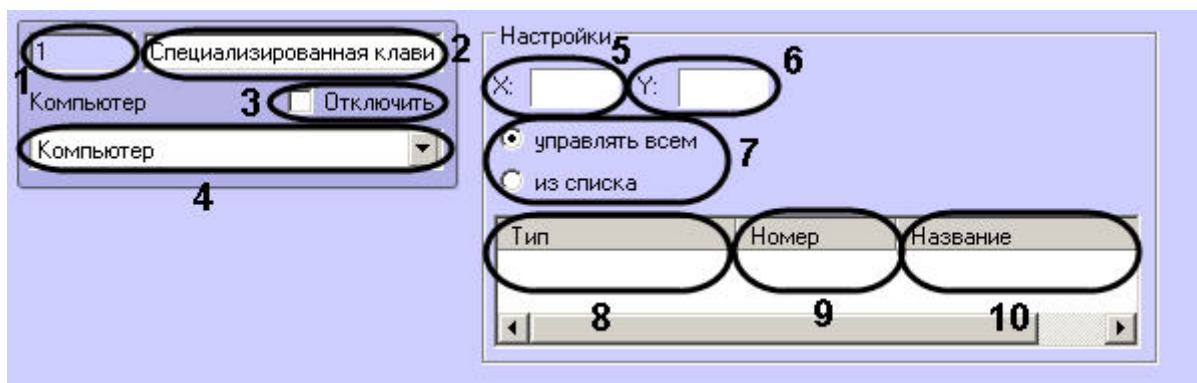 1 Специализированная клави 2
1
Компьютер 3 Отключить
Компьютер
4
Настройки 5 6
X: Y:
управлять всем 7
из списка
Тип Номер Название
8 9 10